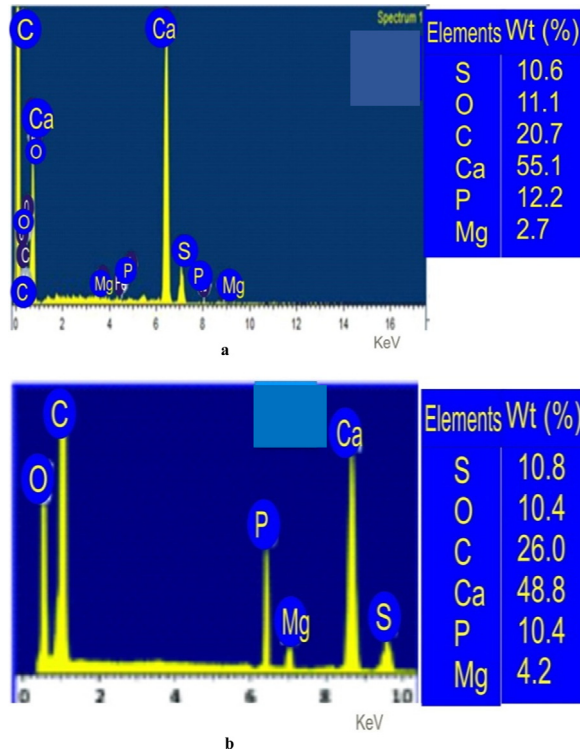 Spectrum 1
C
Ca
Ca
O
O
C
C
Mg
P
S
P
Mg
0 2 4 6 8 10 12 14 16
KeV
Elements Wt (%)
S 10.6
O 11.1
C 20.7
Ca 55.1
P 12.2
Mg 2.7
a
C
O
P
Mg
Ca
S
0 2 4 6 8 10
KeV
Elements Wt (%)
S 10.8
O 10.4
C 26.0
Ca 48.8
P 10.4
Mg 4.2
b